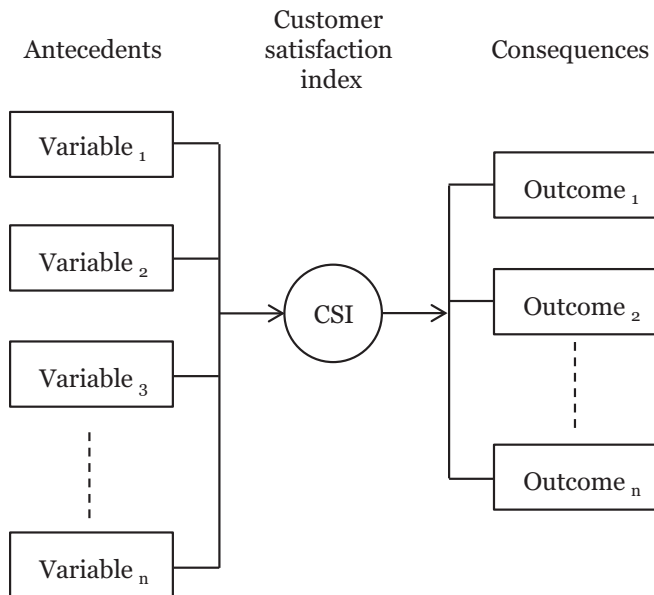 Antecedents
Customer
satisfaction
index
Consequences
Variable 1
Variable 2
Variable 3
Variable n
CSI
Outcome 1
Outcome 2
Outcome n